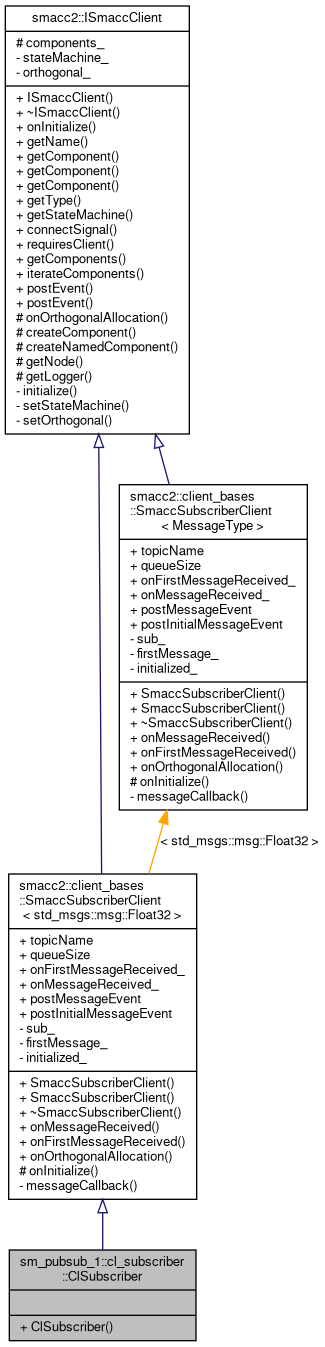 smacc2::ISmaccClient
# components_
- stateMachine_
- orthogonal_
+ ISmaccClient()
+ ~ISmaccClient()
+ onInitialize()
+ getName()
+ getComponent()
+ getComponent()
+ getComponent()
+ getType()
+ getStateMachine()
+ connectSignal()
+ requiresClient()
+ getComponents()
+ iterateComponents()
+ postEvent()
+ postEvent()
# onOrthogonalAllocation()
# createComponent()
# createNamedComponent()
# getNode()
# getLogger()
- initialize()
- setStateMachine()
- setOrthogonal()
smacc2::client_bases
::SmaccSubscriberClient
< MessageType >
+ topicName
+ queueSize
+ onFirstMessageReceived_
+ onMessageReceived_
+ postMessageEvent
+ postInitialMessageEvent
- sub_
- firstMessage_
- initialized_
+ SmaccSubscriberClient()
+ SmaccSubscriberClient()
+ ~SmaccSubscriberClient()
+ onMessageReceived()
+ onFirstMessageReceived()
+ onOrthogonalAllocation()
# onInitialize()
- messageCallback()
< std_msgs::msg::Float32 >
smacc2::client_bases
::SmaccSubscriberClient
< std_msgs::msg::Float32 >
+ topicName
+ queueSize
+ onFirstMessageReceived_
+ onMessageReceived_
+ postMessageEvent
+ postInitialMessageEvent
- sub_
- firstMessage_
- initialized_
+ SmaccSubscriberClient()
+ SmaccSubscriberClient()
+ ~SmaccSubscriberClient()
+ onMessageReceived()
+ onFirstMessageReceived()
+ onOrthogonalAllocation()
# onInitialize()
- messageCallback()
sm_pubsub_1::cl_subscriber
::ClSubscriber
+ ClSubscriber()